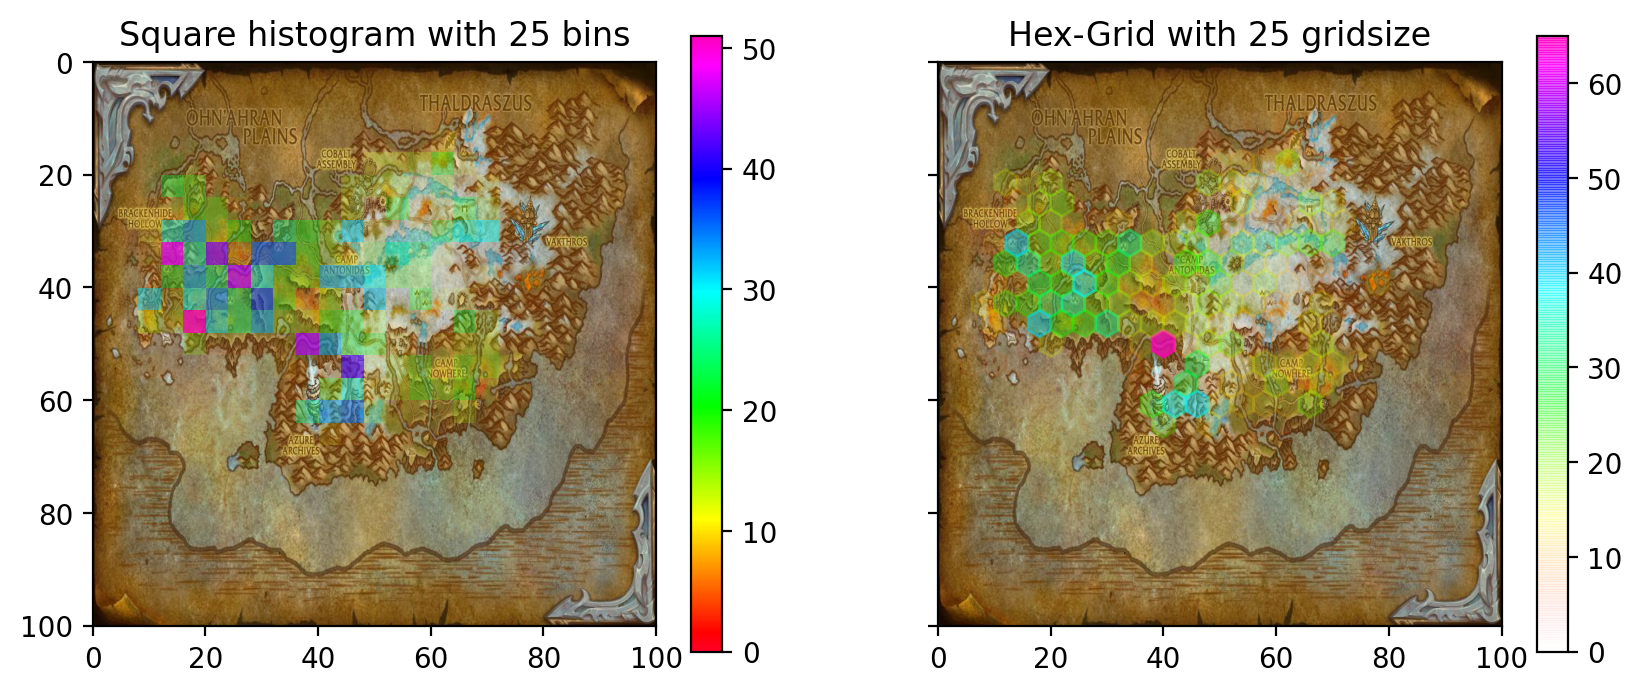 Square histogram with 25 bins
0
20
40
60
80
100
0
20
40
60
80
100
OHN'AHRAN
PLAINS
THALDRASZUS
COBALT
ASSEMBLY
BRACKENHIDE
HOLLOW
VAKTHROS
CAMP
ANTONIDAS
CAMP
NOWHERE
AZURE
ARCHIVES
50
40
30
20
10
0
Hex-Grid with 25 gridsize
0
20
40
60
80
100
OHN'AHRAN
PLAINS
THALDRASZUS
COBALT
ASSEMBLY
BRACKENHIDE
HOLLOW
VAKTHROS
CAMP
ANTONIDAS
CAMP
NOWHERE
AZURE
ARCHIVES
60
50
40
30
20
10
0